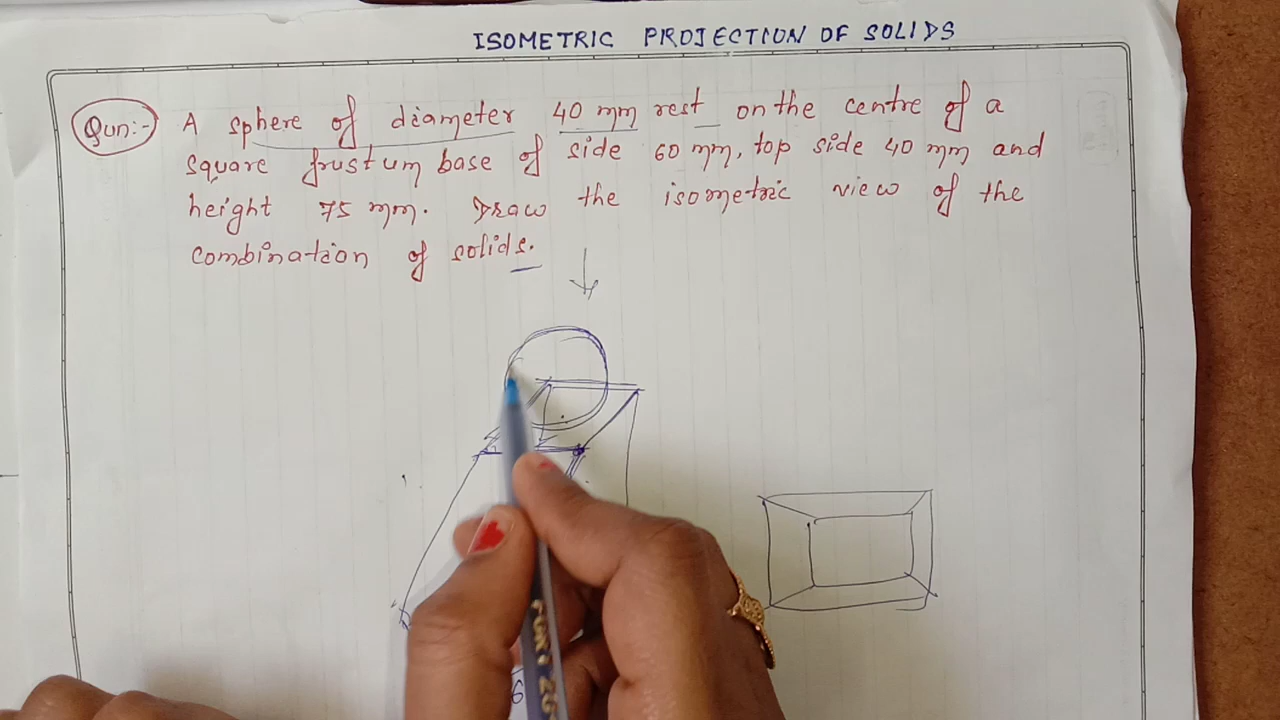 ISOMETRIC PROJECTION OF SOLIDS
Qun:- A sphere of diameter 40 mm rest on the centre of a
square frustum base of side 60 mm, top side 40 mm and
height 75 mm. Draw the isometric view of the
combination of solids.